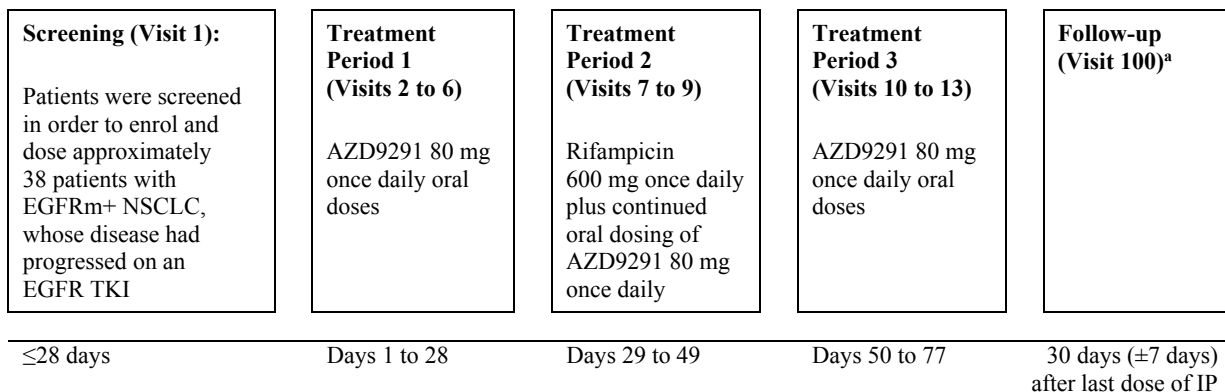 Screening (Visit 1):
Patients were screened
in order to enrol and
dose approximately
38 patients with
EGFRm+ NSCLC,
whose disease had
progressed on an
EGFR TKI
Treatment
Period 1
(Visits 2 to 6)
AZD9291 80 mg
once daily oral
doses
Treatment
Period 2
(Visits 7 to 9)
Rifampicin
600 mg once daily
plus continued
oral dosing of
AZD9291 80 mg
once daily
Treatment
Period 3
(Visits 10 to 13)
AZD9291 80 mg
once daily oral
doses
Follow-up
(Visit 100)ᵃ
≤28 days
Days 1 to 28
Days 29 to 49
Days 50 to 77
30 days (±7 days)
after last dose of IP